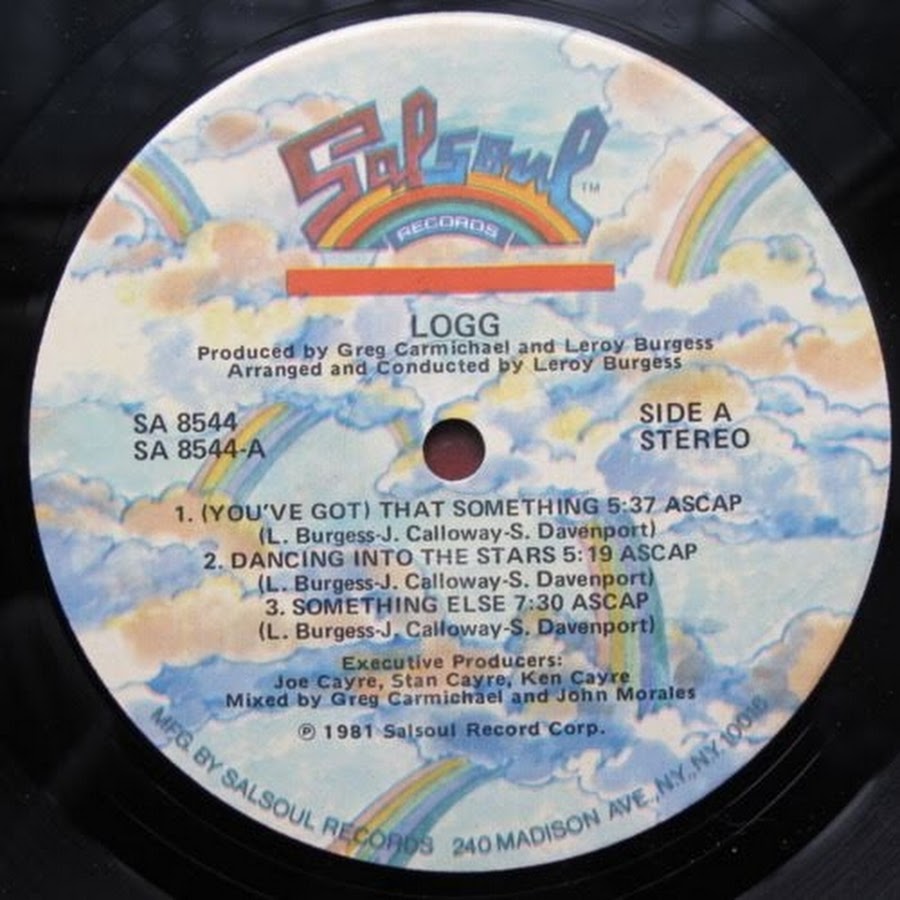 Salsoul TM
RECORDS
LOGG
Produced by Greg Carmichael and Leroy Burgess
Arranged and Conducted by Leroy Burgess
SA 8544
SA 8544-A
SIDE A
STEREO
1. (YOU'VE GOT) THAT SOMETHING 5:37 ASCAP
(L. Burgess-J. Calloway-S. Davenport)
2. DANCING INTO THE STARS 5:19 ASCAP
(L. Burgess-J. Calloway-S. Davenport)
3. SOMETHING ELSE 7:30 ASCAP
(L. Burgess-J. Calloway-S. Davenport)
Executive Producers:
Joe Cayre, Stan Cayre, Ken Cayre
Mixed by Greg Carmichael and John Morales
℗ 1981 Salsoul Record Corp.
MFG. BY SALSOUL RECORDS 240 MADISON AVE., N.Y., N.Y. 10016